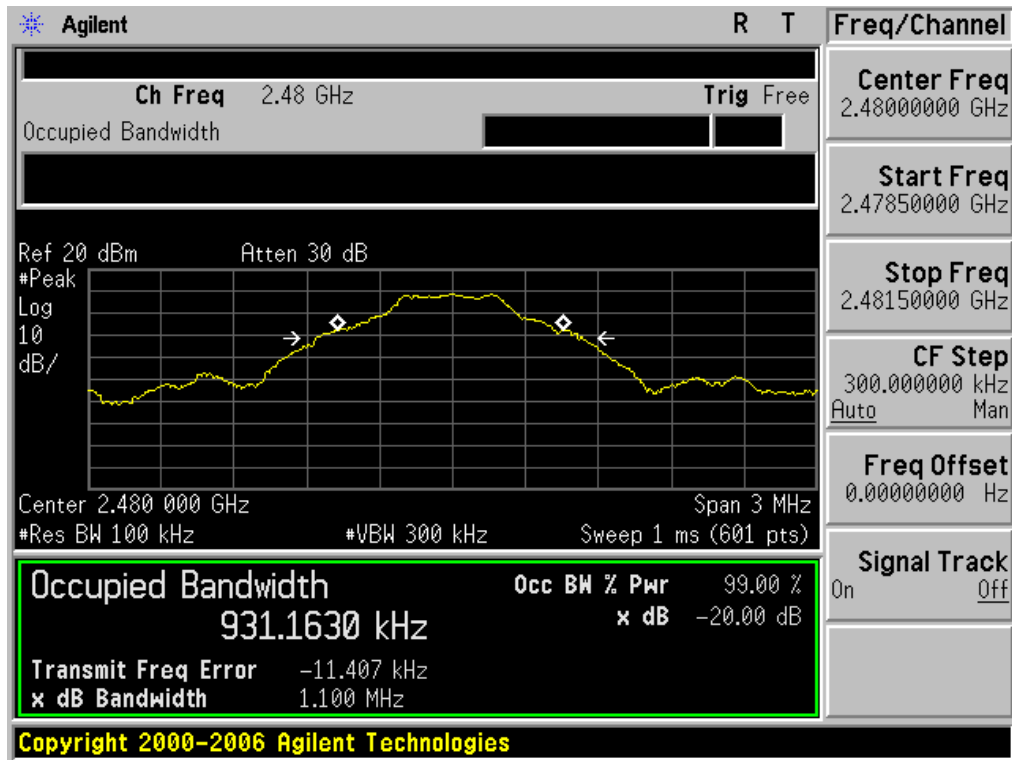 Agilent R T
Ch Freq 2.48 GHz Trig Free
Occupied Bandwidth
Ref 20 dBm Atten 30 dB
#Peak
Log
10
dB/
Center 2.480 000 GHz Span 3 MHz
#Res BW 100 kHz #VBW 300 kHz Sweep 1 ms (601 pts)
Occupied Bandwidth
931.1630 kHz
Occ BW % Pwr 99.00 %
x dB -20.00 dB
Transmit Freq Error -11.407 kHz
x dB Bandwidth 1.100 MHz
Copyright 2000-2006 Agilent Technologies
Freq/Channel
Center Freq
2.48000000 GHz
Start Freq
2.47850000 GHz
Stop Freq
2.48150000 GHz
CF Step
300.000000 kHz
Auto Man
Freq Offset
0.00000000 Hz
Signal Track
On Off